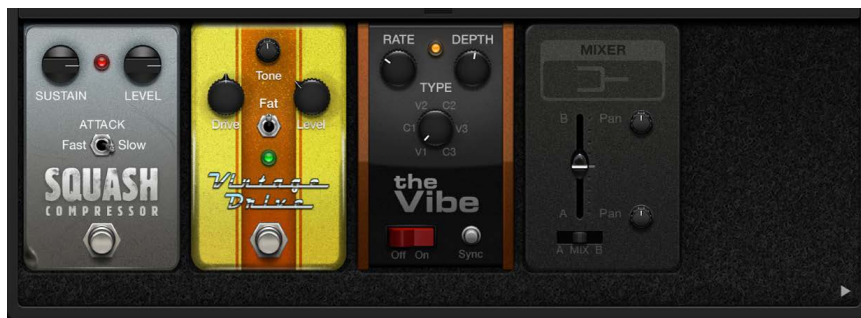 SUSTAIN LEVEL
ATTACK
Fast Slow
SQUASH
COMPRESSOR
Tone
Fat
Drive Level
Vintage
Drive
RATE DEPTH
TYPE
V2 C2
C1 V3
V1 C3
the
Vibe
Off On Sync
MIXER
B Pan
A Pan
A MIX B